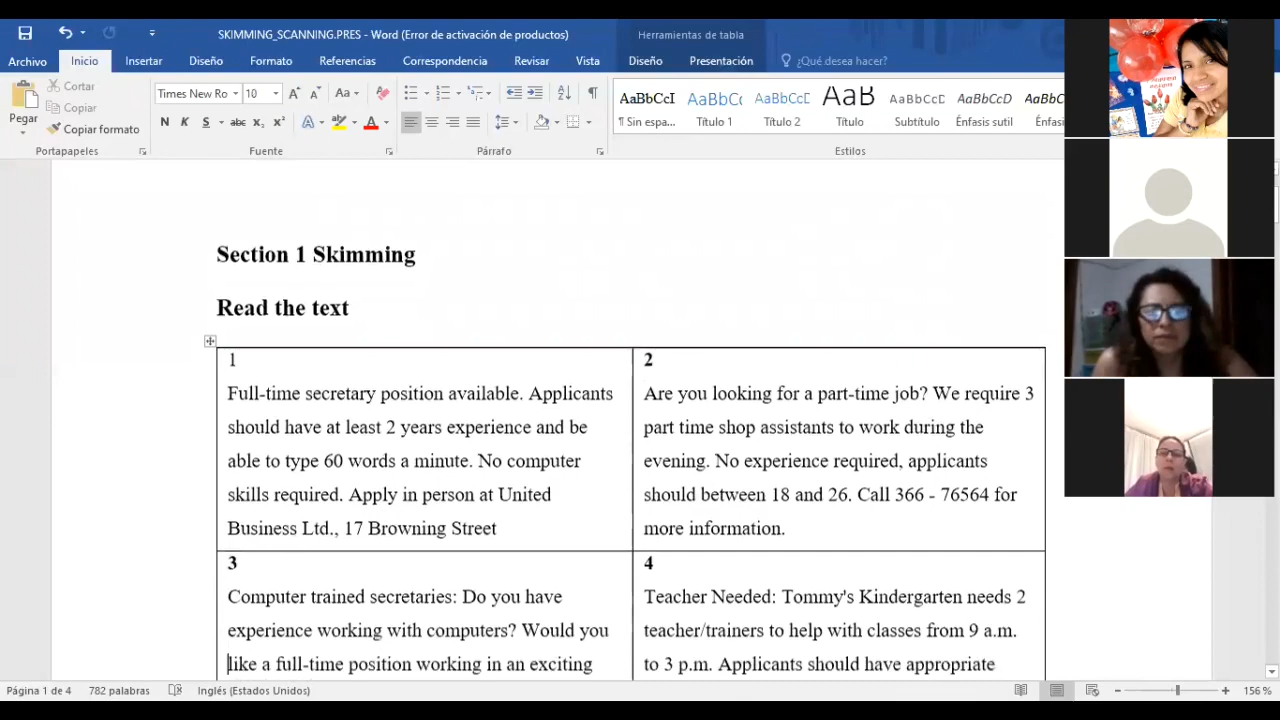 SKIMMING_SCANNING.PRES - Word (Error de activación de productos)
Herramientas de tabla
Archivo
Inicio
Insertar
Diseño
Formato
Referencias
Correspondencia
Revisar
Vista
Diseño
Presentación
¿Qué desea hacer?
Pegar
Cortar
Copiar
Copiar formato
Portapapeles
Times New Ro
10
Aa
N K S abc x₂ x²
Fuente
Párrafo
AaBbCcI
¶ Sin espa...
AaBbCc
Título 1
AaBbCcD
Título 2
AaB
Título
AaBbCcD
Subtítulo
AaBbCcD
Énfasis sutil
AaBbCc
Énfasis
Estilos
Section 1 Skimming
Read the text
1
Full-time secretary position available. Applicants
should have at least 2 years experience and be
able to type 60 words a minute. No computer
skills required. Apply in person at United
Business Ltd., 17 Browning Street
2
Are you looking for a part-time job? We require 3
part time shop assistants to work during the
evening. No experience required, applicants
should between 18 and 26. Call 366 - 76564 for
more information.
3
Computer trained secretaries: Do you have
experience working with computers? Would you
like a full-time position working in an exciting
4
Teacher Needed: Tommy's Kindergarten needs 2
teacher/trainers to help with classes from 9 a.m.
to 3 p.m. Applicants should have appropriate
Página 1 de 4
782 palabras
Inglés (Estados Unidos)
156 %